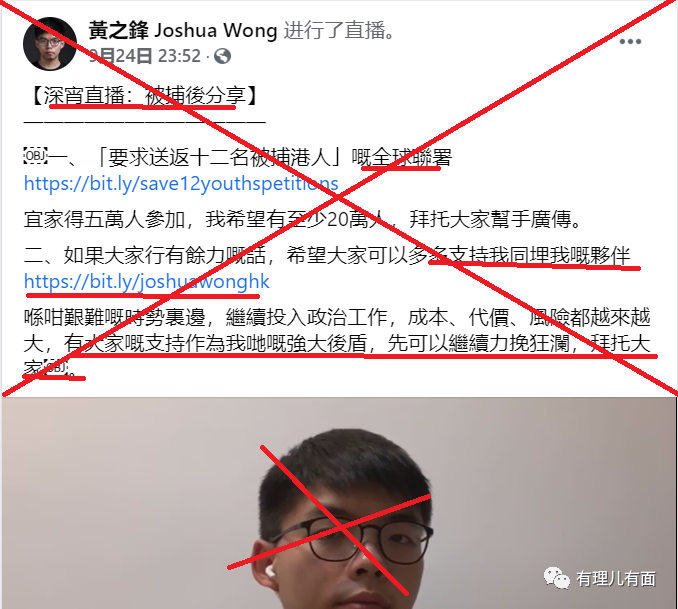 黃之鋒 Joshua Wong 进行了直播。
9月24日 23:52
【深宵直播：被捕後分享】
———————————
OBJ一、「要求送返十二名被捕港人」嘅全球聯署
https://bit.ly/save12youthspetitions
宜家得五萬人參加，我希望有至少20萬人，拜托大家幫手廣傳。
二、如果大家行有餘力嘅話，希望大家可以多多支持我同埋我嘅夥伴
https://bit.ly/joshuawonghk
喺咁艱難嘅時勢裏邊，繼續投入政治工作，成本、代價、風險都越來越
大，有大家嘅支持作為我哋嘅強大後盾，先可以繼續力挽狂瀾，拜托大
家OBJ。
有理儿有面